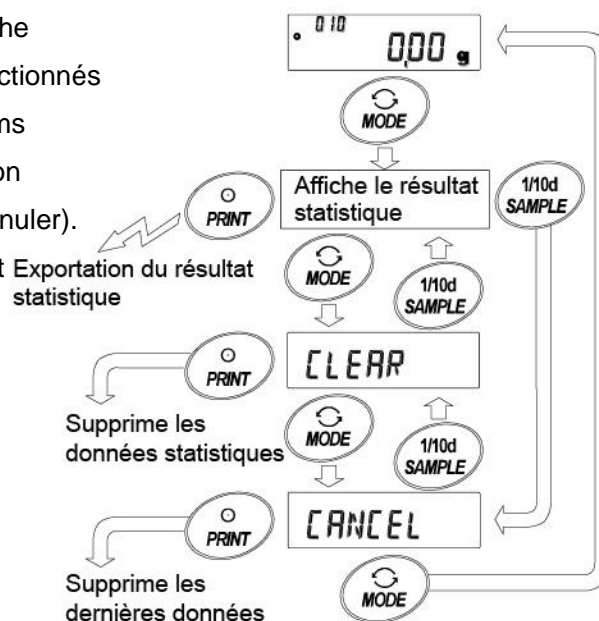 he
ctionnés
ns
on
nuler).
t
010
0,00 g
MODE
Affiche le résultat
statistique
1/10d
SAMPLE
PRINT
Exportation du résultat
statistique
MODE
1/10d
SAMPLE
PRINT
CLEAR
Supprime les
données statistiques
MODE
1/10d
SAMPLE
PRINT
CANCEL
Supprime les
dernières données
MODE